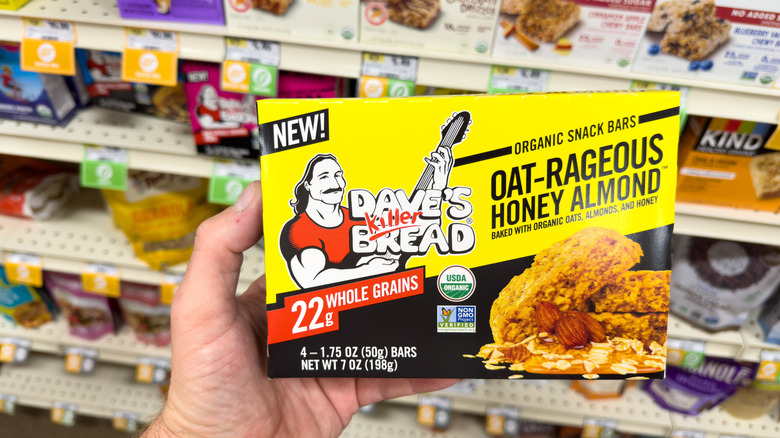 NEW!
DAVE'S
Killer
BREAD®
22g WHOLE GRAINS
4 – 1.75 OZ (50g) BARS
NET WT 7 OZ (198g)
USDA
ORGANIC
NON
GMO
Project
VERIFIED
ORGANIC SNACK BARS
OAT-RAGEOUS
HONEY ALMOND™
BAKED WITH ORGANIC OATS, ALMONDS, AND HONEY
KIND